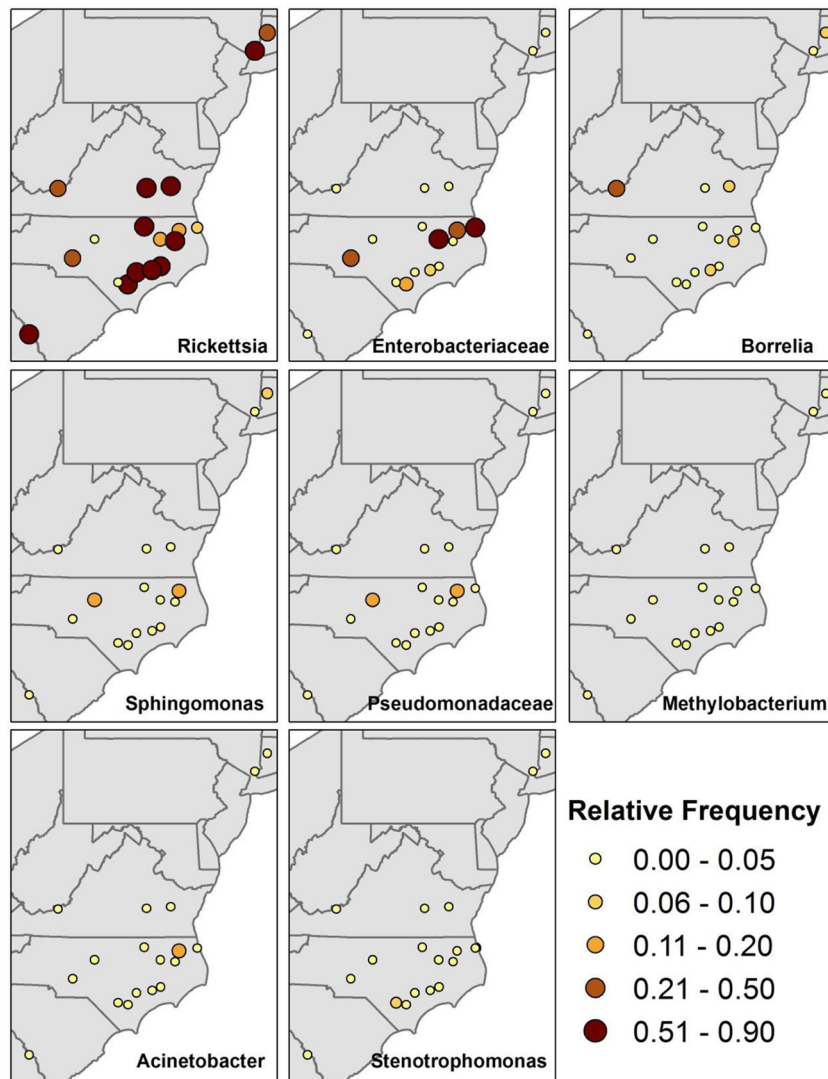 Rickettsia
Enterobacteriaceae
Borrelia
Sphingomonas
Pseudomonadaceae
Methylobacterium
Acinetobacter
Stenotrophomonas
Relative Frequency
0.00 - 0.05
0.06 - 0.10
0.11 - 0.20
0.21 - 0.50
0.51 - 0.90